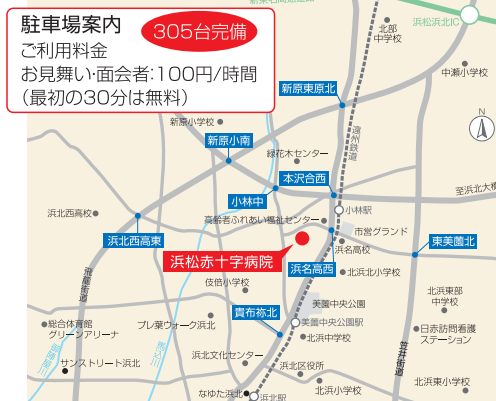 駐車場案内
305台完備
ご利用料金
お見舞い・面会者:100円/時間
(最初の30分は無料)
浜松浜北IC
北部
中学校
中瀬小学校
新原東原北
新原小学校
遠州鉄道
新原小南
緑花木センター
本沢合西
至浜北大橋
小林中
小林駅
浜北西高校
高齢者ふれあい福祉センター
市営グランド
浜北西高東
東美薗北
浜名高校
浜松赤十字病院
浜名高西
北浜北小学校
飛龍街道
伎倍小学校
北浜東部
中学校
美薗中央公園
貴布祢北
総合体育館
グリーンアリーナ
プレ葉ウォーク浜北
美薗中央公園駅
日赤訪問看護
ステーション
北浜中学校
馬込川
笠井街道
サンストリート浜北
浜北文化センター
浜北区役所
なゆた浜北
浜北駅
北浜小学校
北浜東小学校
N